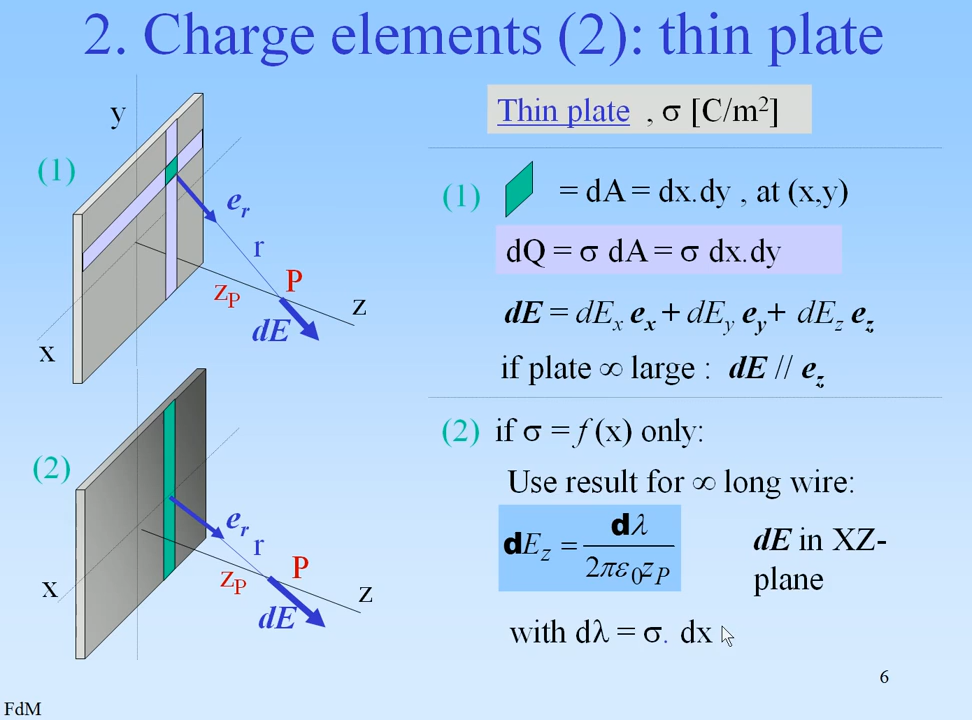 2. Charge elements (2): thin plate
Thin plate , σ [C/m²]
y
(1)
e_r
r
P
z_P
z
dE
x
(1) = dA = dx.dy , at (x,y)
dQ = σ dA = σ dx.dy
dE = dE_x e_x + dE_y e_y + dE_z e_z
if plate ∞ large : dE // e_z
(2)
e_r
r
P
z_P
z
x
dE
(2) if σ = f (x) only:
Use result for ∞ long wire:
dE_z = dλ / 2πε₀z_P
dE in XZ-
plane
with dλ = σ. dx
6
FdM